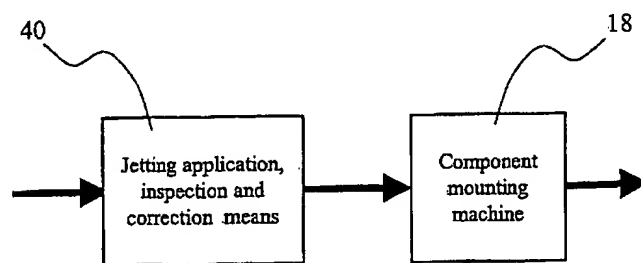 40
18
Jetting application,
inspection and
correction means
Component
mounting
machine